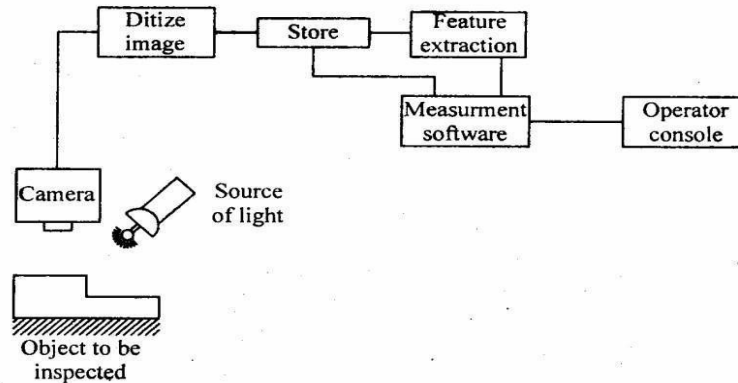 Ditize
image
Store
Feature
extraction
Measurment
software
Operator
console
Camera
Source
of light
Object to be
inspected